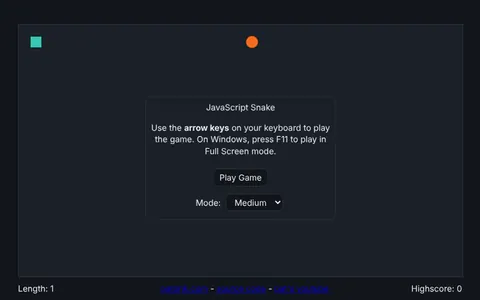 JavaScript Snake
Use the arrow keys on your keyboard to play
the game. On Windows, press F11 to play in
Full Screen mode.
Play Game
Mode: Medium
Length: 1
- -
Highscore: 0